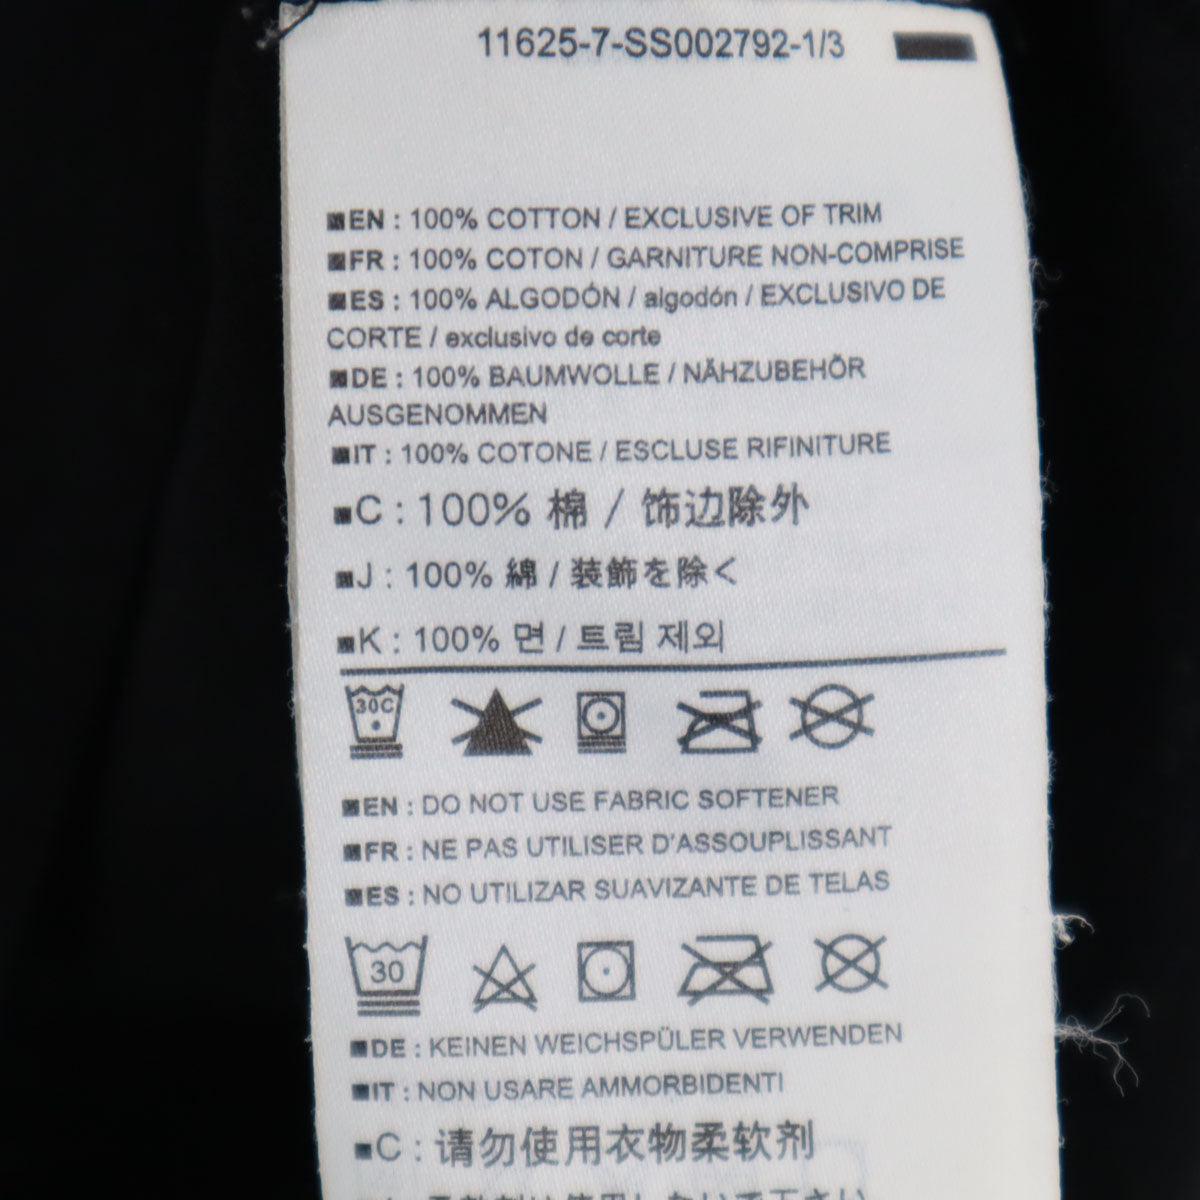 11625-7-SS002792-1/3
EN : 100% COTTON / EXCLUSIVE OF TRIM
FR : 100% COTON / GARNITURE NON-COMPRISE
ES : 100% ALGODÓN / algodón / EXCLUSIVO DE
CORTE / exclusivo de corte
DE : 100% BAUMWOLLE / NÄHZUBEHÖR
AUSGENOMMEN
IT : 100% COTONE / ESCLUSE RIFINITURE
C : 100% 棉 / 饰边除外
J : 100% 綿 / 装飾を除く
K : 100% 면 / 트림 제외
30C
EN : DO NOT USE FABRIC SOFTENER
FR : NE PAS UTILISER D'ASSOUPLISSANT
ES : NO UTILIZAR SUAVIZANTE DE TELAS
30
DE : KEINEN WEICHSPÜLER VERWENDEN
IT : NON USARE AMMORBIDENTI
C : 请勿使用衣物柔软剂